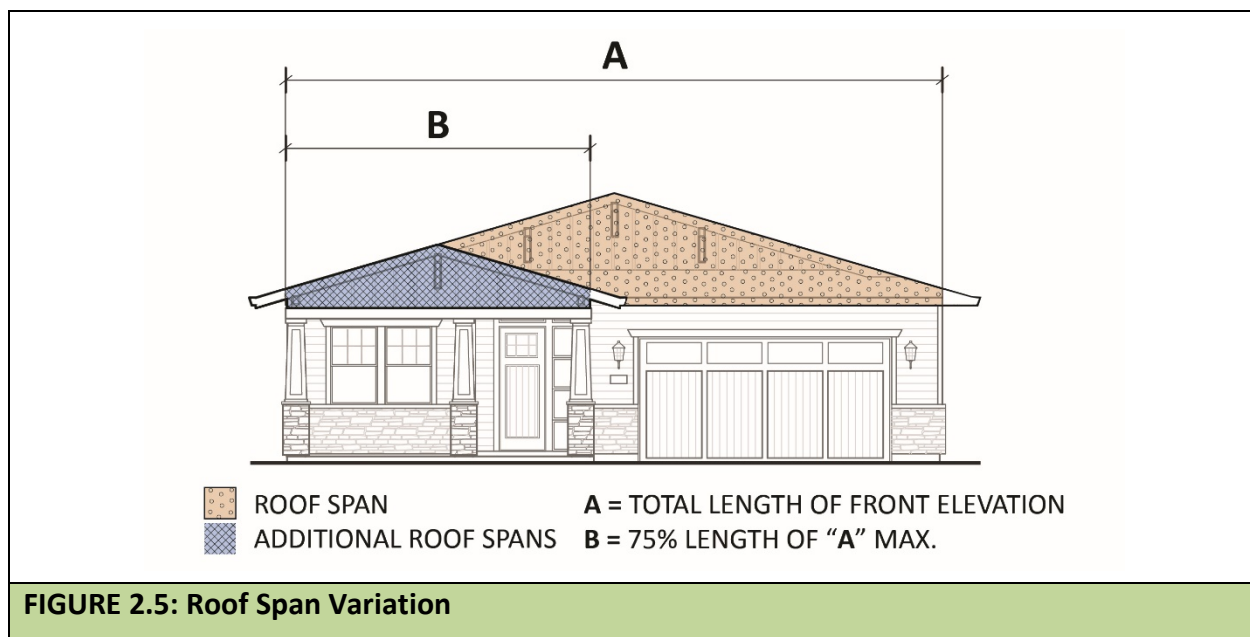 A
B
ROOF SPAN
A = TOTAL LENGTH OF FRONT ELEVATION
ADDITIONAL ROOF SPANS
B = 75% LENGTH OF “A” MAX.
FIGURE 2.5: Roof Span Variation